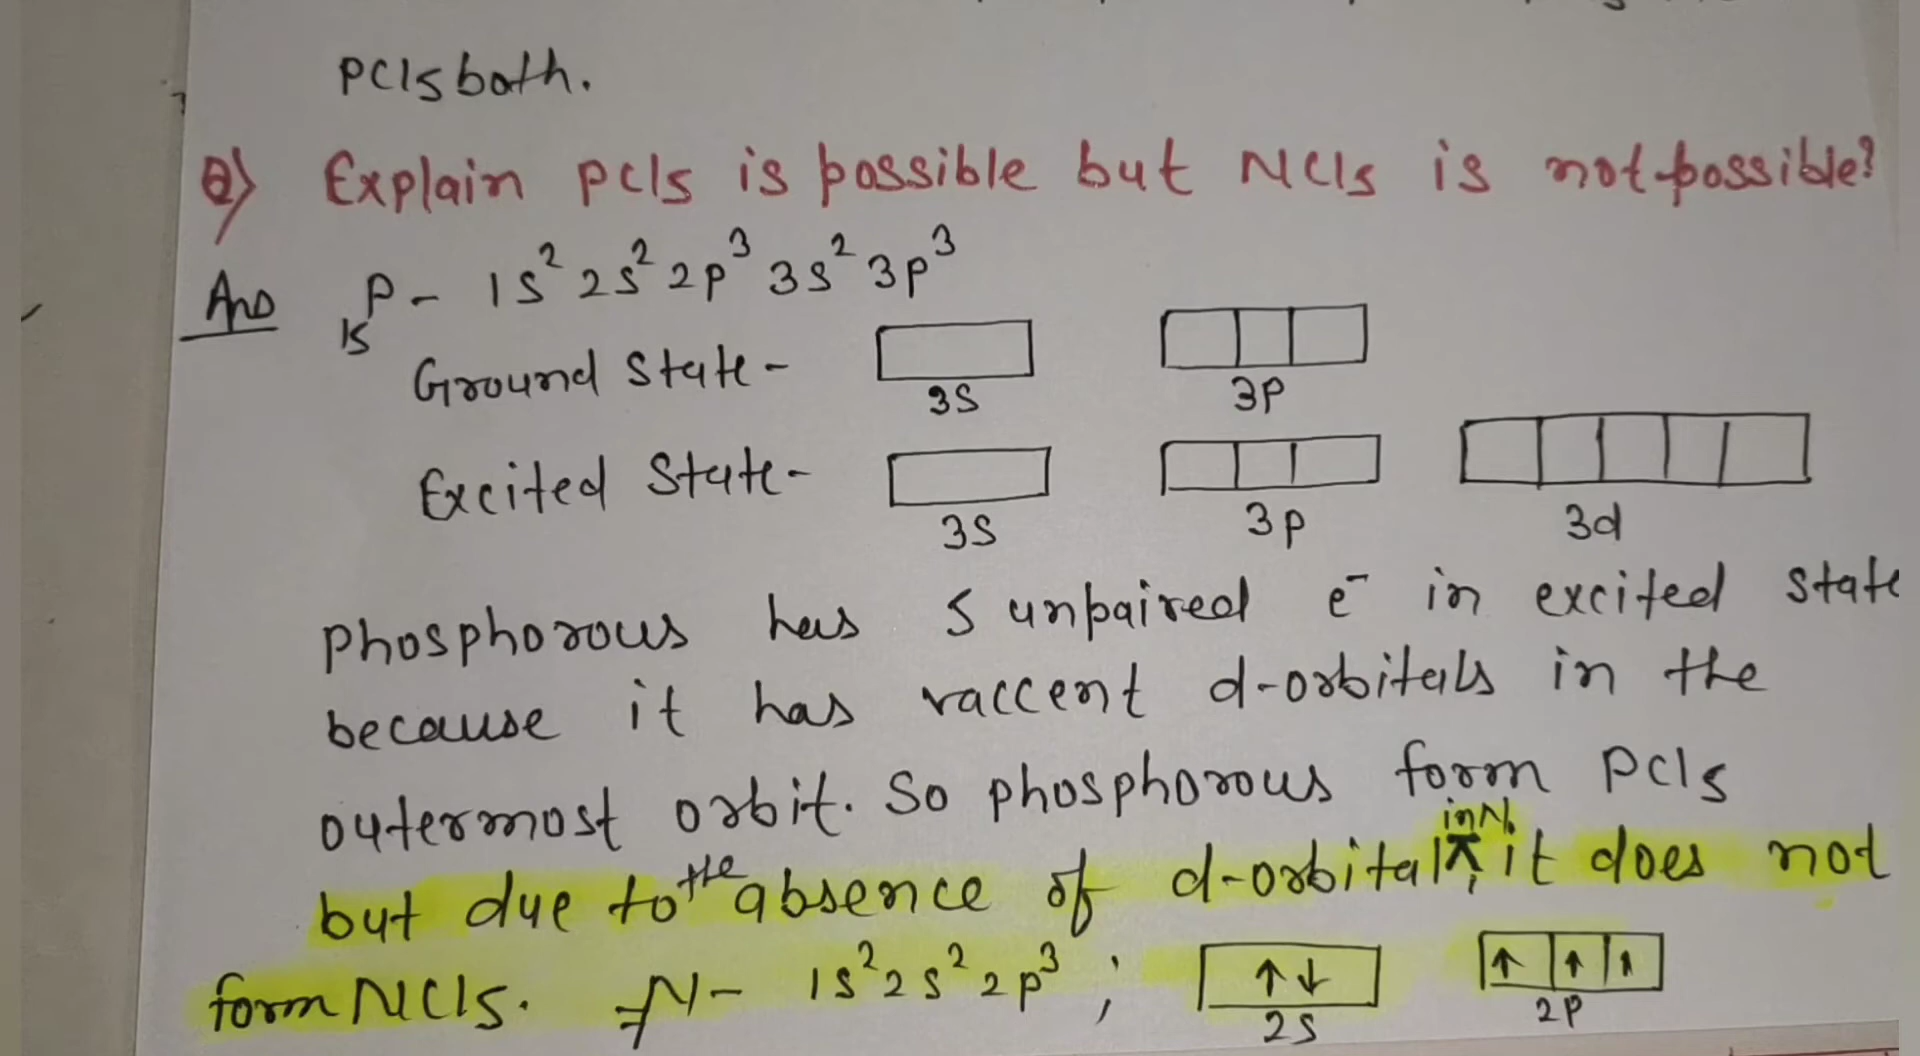 PCl5 both.
Q) Explain PCl5 is possible but NCl5 is not possible?
Ans 15P - 1s² 2s² 2p³ 3s² 3p³
Ground State - 3S 3P
Excited State - 3S 3p 3d
phosphorous has 5 unpaired e⁻ in excited state
because it has vaccent d-orbitals in the
outermost orbit. So phosphorous form PCl5
but due to the absence of d-orbital in N, it does not
form NCl5. 7N - 1s² 2s² 2p³ ; ↑↓ 2S ↑ ↑ ↑ 2P